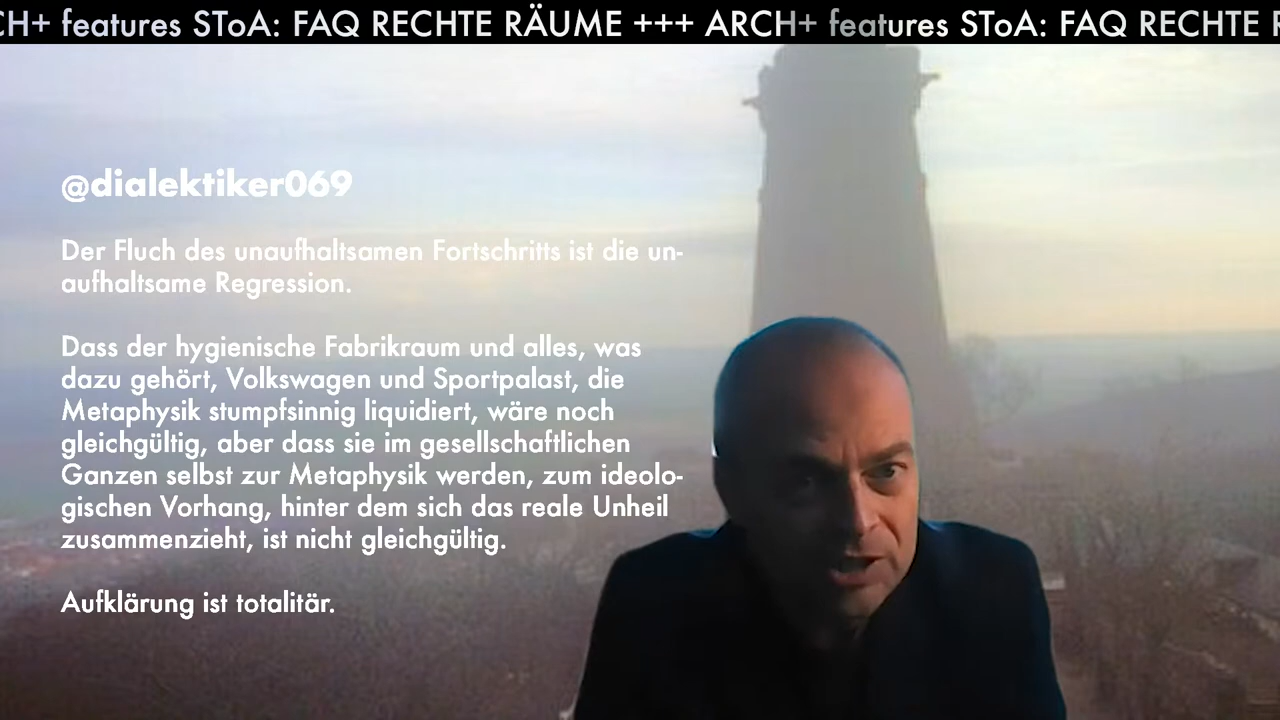 CH+ features SToA: FAQ RECHTE RÄUME +++ ARCH+ features SToA: FAQ RECHTE
@dialektiker069
Der Fluch des unaufhaltsamen Fortschritts ist die un-
aufhaltsame Regression.
Dass der hygienische Fabrikraum und alles, was
dazu gehört, Volkswagen und Sportpalast, die
Metaphysik stumpfsinnig liquidiert, wäre noch
gleichgültig, aber dass sie im gesellschaftlichen
Ganzen selbst zur Metaphysik werden, zum ideolo-
gischen Vorhang, hinter dem sich das reale Unheil
zusammenzieht, ist nicht gleichgültig.
Aufklärung ist totalitär.